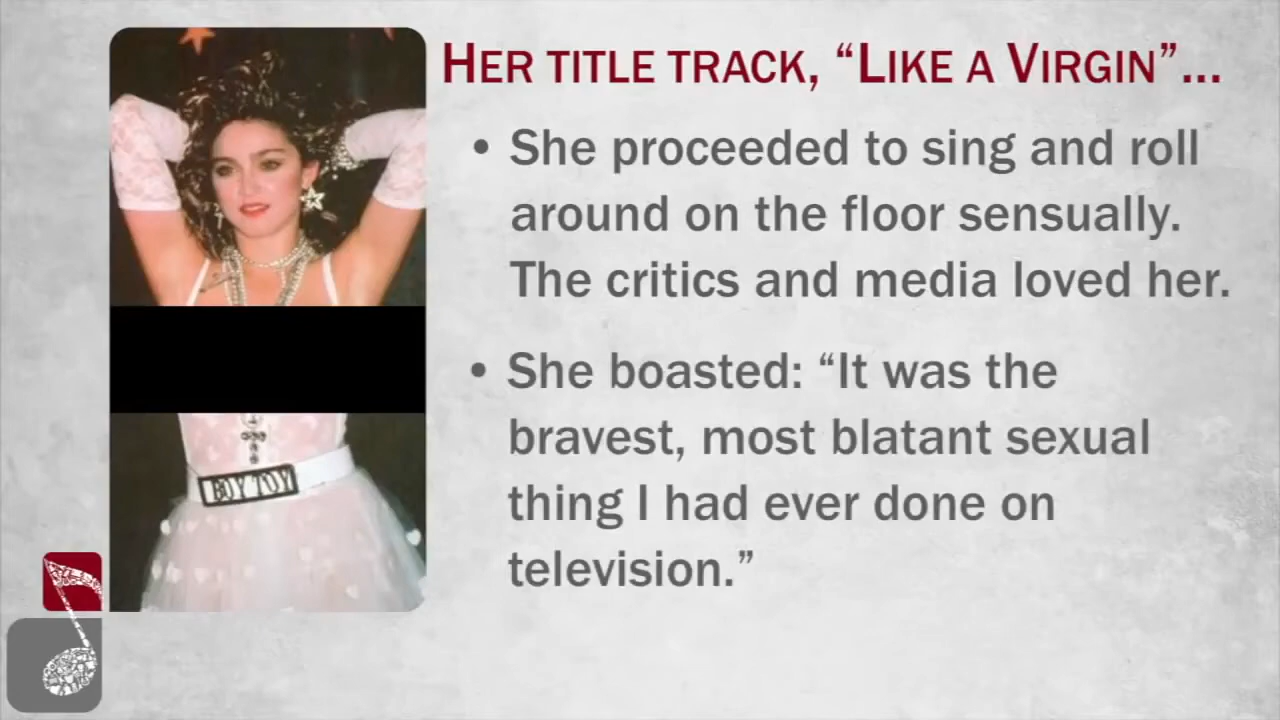 HER TITLE TRACK, “LIKE A VIRGIN”...
• She proceeded to sing and roll
around on the floor sensually.
The critics and media loved her.
• She boasted: “It was the
bravest, most blatant sexual
thing I had ever done on
television.”
BOY TOY